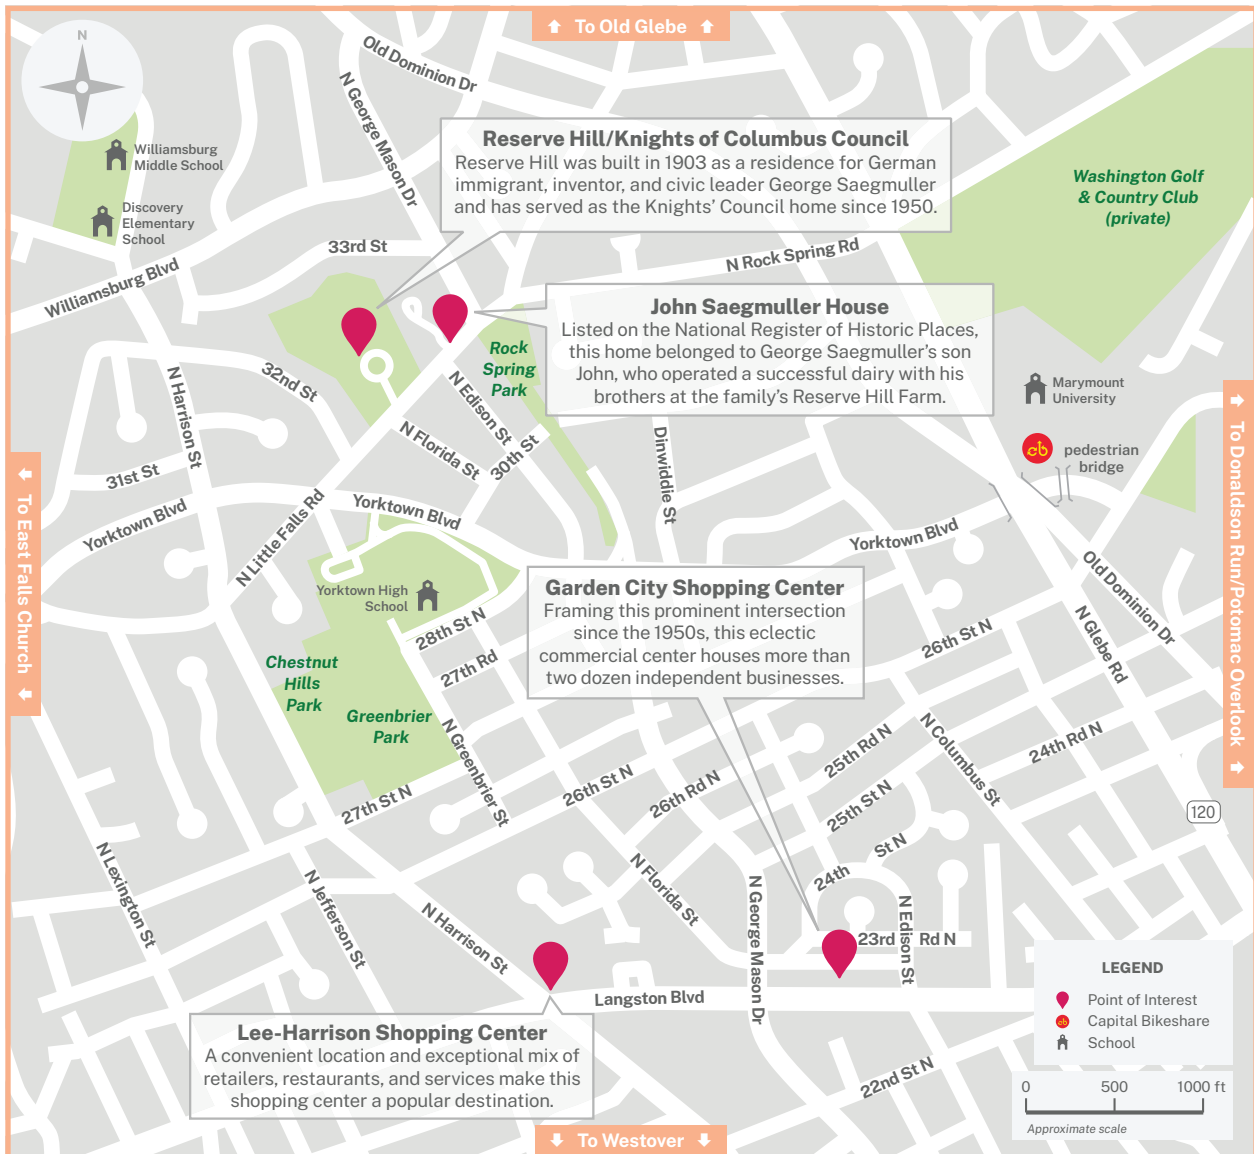 To Old Glebe
N
Old Dominion Dr
N George Mason Dr
Williamsburg
Middle School
Discovery
Elementary
School
Reserve Hill/Knights of Columbus Council
Reserve Hill was built in 1903 as a residence for German
immigrant, inventor, and civic leader George Saegmuller
and has served as the Knights’ Council home since 1950.
Washington Golf
& Country Club
(private)
33rd St
N Rock Spring Rd
Williamsburg Blvd
John Saegmuller House
Listed on the National Register of Historic Places,
this home belonged to George Saegmuller’s son
John, who operated a successful dairy with his
brothers at the family’s Reserve Hill Farm.
Rock
Spring
Park
32nd St
N Harrison St
N Edison St
N Florida St
30th St
Dinwiddie St
Marymount
University
cb
pedestrian
bridge
To Donaldson Run/Potomac Overlook
To East Falls Church
31st St
Yorktown Blvd
N Little Falls Rd
Yorktown Blvd
Yorktown Blvd
Old Dominion Dr
N Glebe Rd
Yorktown High
School
28th St N
27th Rd
Garden City Shopping Center
Framing this prominent intersection
since the 1950s, this eclectic
commercial center houses more than
two dozen independent businesses.
26th St N
Chestnut
Hills
Park
Greenbrier
Park
N Greenbrier St
27th St N
26th St N
26th Rd N
25th Rd N
25th St N
N Columbus St
24th Rd N
120
24th St N
N Lexington St
N Jefferson St
N Harrison St
N Florida St
N George Mason Dr
N Edison St
23rd Rd N
Langston Blvd
Lee-Harrison Shopping Center
A convenient location and exceptional mix of
retailers, restaurants, and services make this
shopping center a popular destination.
22nd St N
LEGEND
Point of Interest
cb Capital Bikeshare
School
0 500 1000 ft
Approximate scale
To Westover